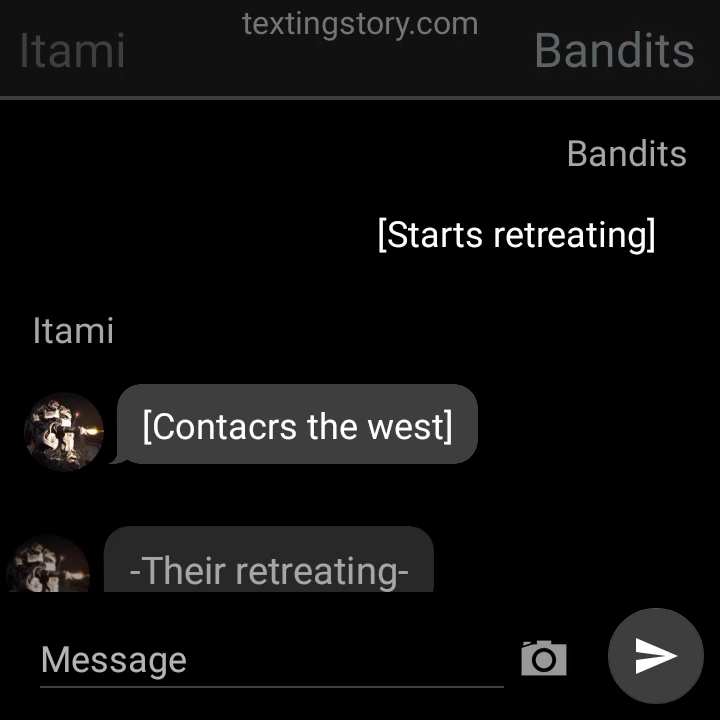 textingstory.com
Itami
Bandits
Bandits
[Starts retreating]
Itami
[Contacrs the west]
-Their retreating-
Message